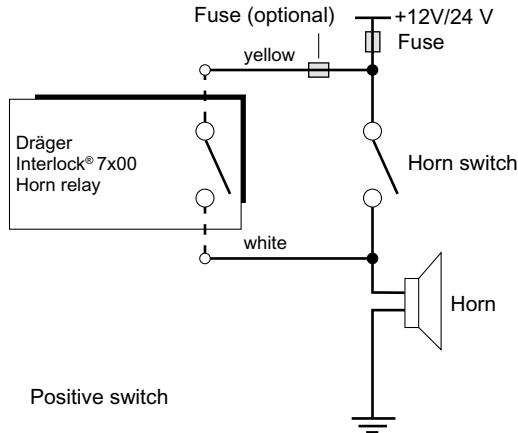 Fuse (optional)
+12V/24 V
Fuse
yellow
Dräger
Interlock® 7x00
Horn relay
Horn switch
white
Horn
Positive switch